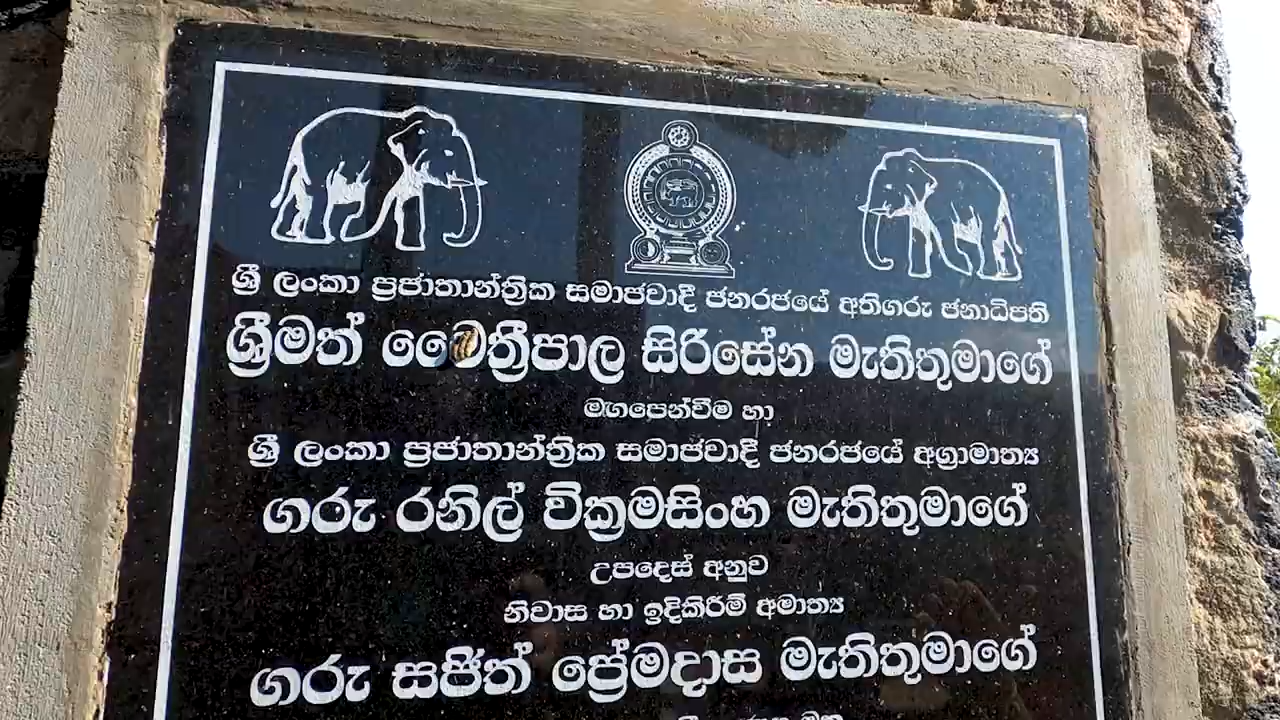 ශ්‍රී ලංකා ප්‍රජාතාන්ත්‍රික සමාජවාදී ජනරජයේ අතිගරු ජනාධිපති
ශ්‍රීමත් මෛත්‍රීපාල සිරිසේන මැතිතුමාගේ
මඟපෙන්වීම හා
ශ්‍රී ලංකා ප්‍රජාතාන්ත්‍රික සමාජවාදී ජනරජයේ අග්‍රාමාත්‍ය
ගරු රනිල් වික්‍රමසිංහ මැතිතුමාගේ
උපදෙස් අනුව
නිවාස හා ඉදිකිරීම් අමාත්‍ය
ගරු සජිත් ප්‍රේමදාස මැතිතුමාගේ